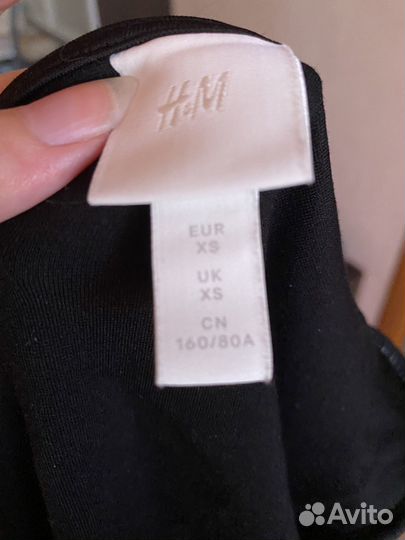 H&M
EUR
XS
UK
XS
CN
160/80A
Avito